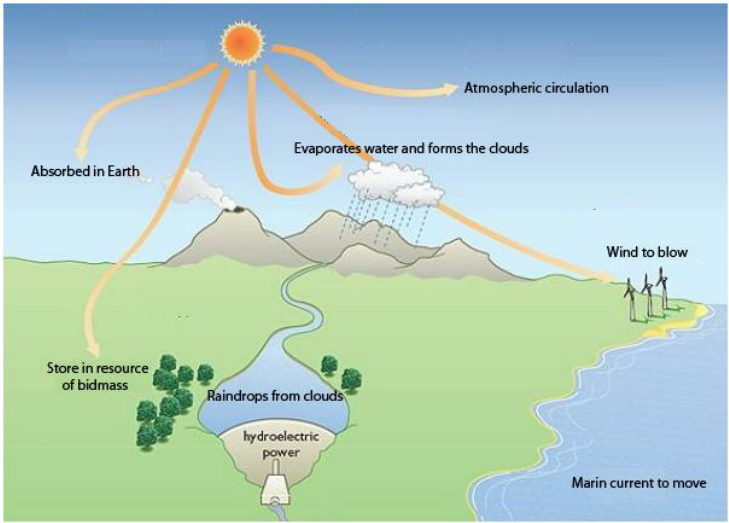 Atmospheric circulation
Evaporates water and forms the clouds
Absorbed in Earth
Wind to blow
Store in resource
of bidmass
Raindrops from clouds
hydroelectric
power
Marin current to move